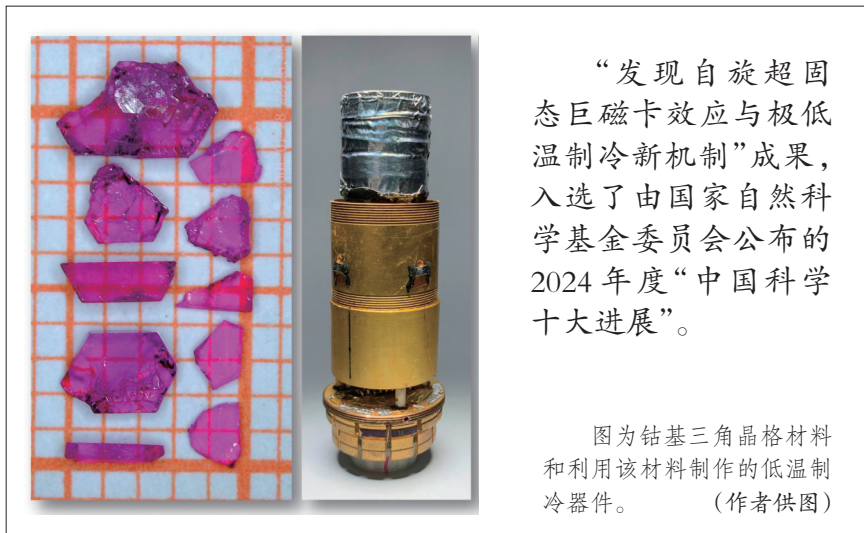 “发现自旋超固
态巨磁卡效应与极低
温制冷新机制”成果，
入选了由国家自然科
学基金委员会公布的
2024 年度“中国科学
十大进展”。
图为钴基三角晶格材料
和利用该材料制作的低温制
冷器件。 （作者供图）